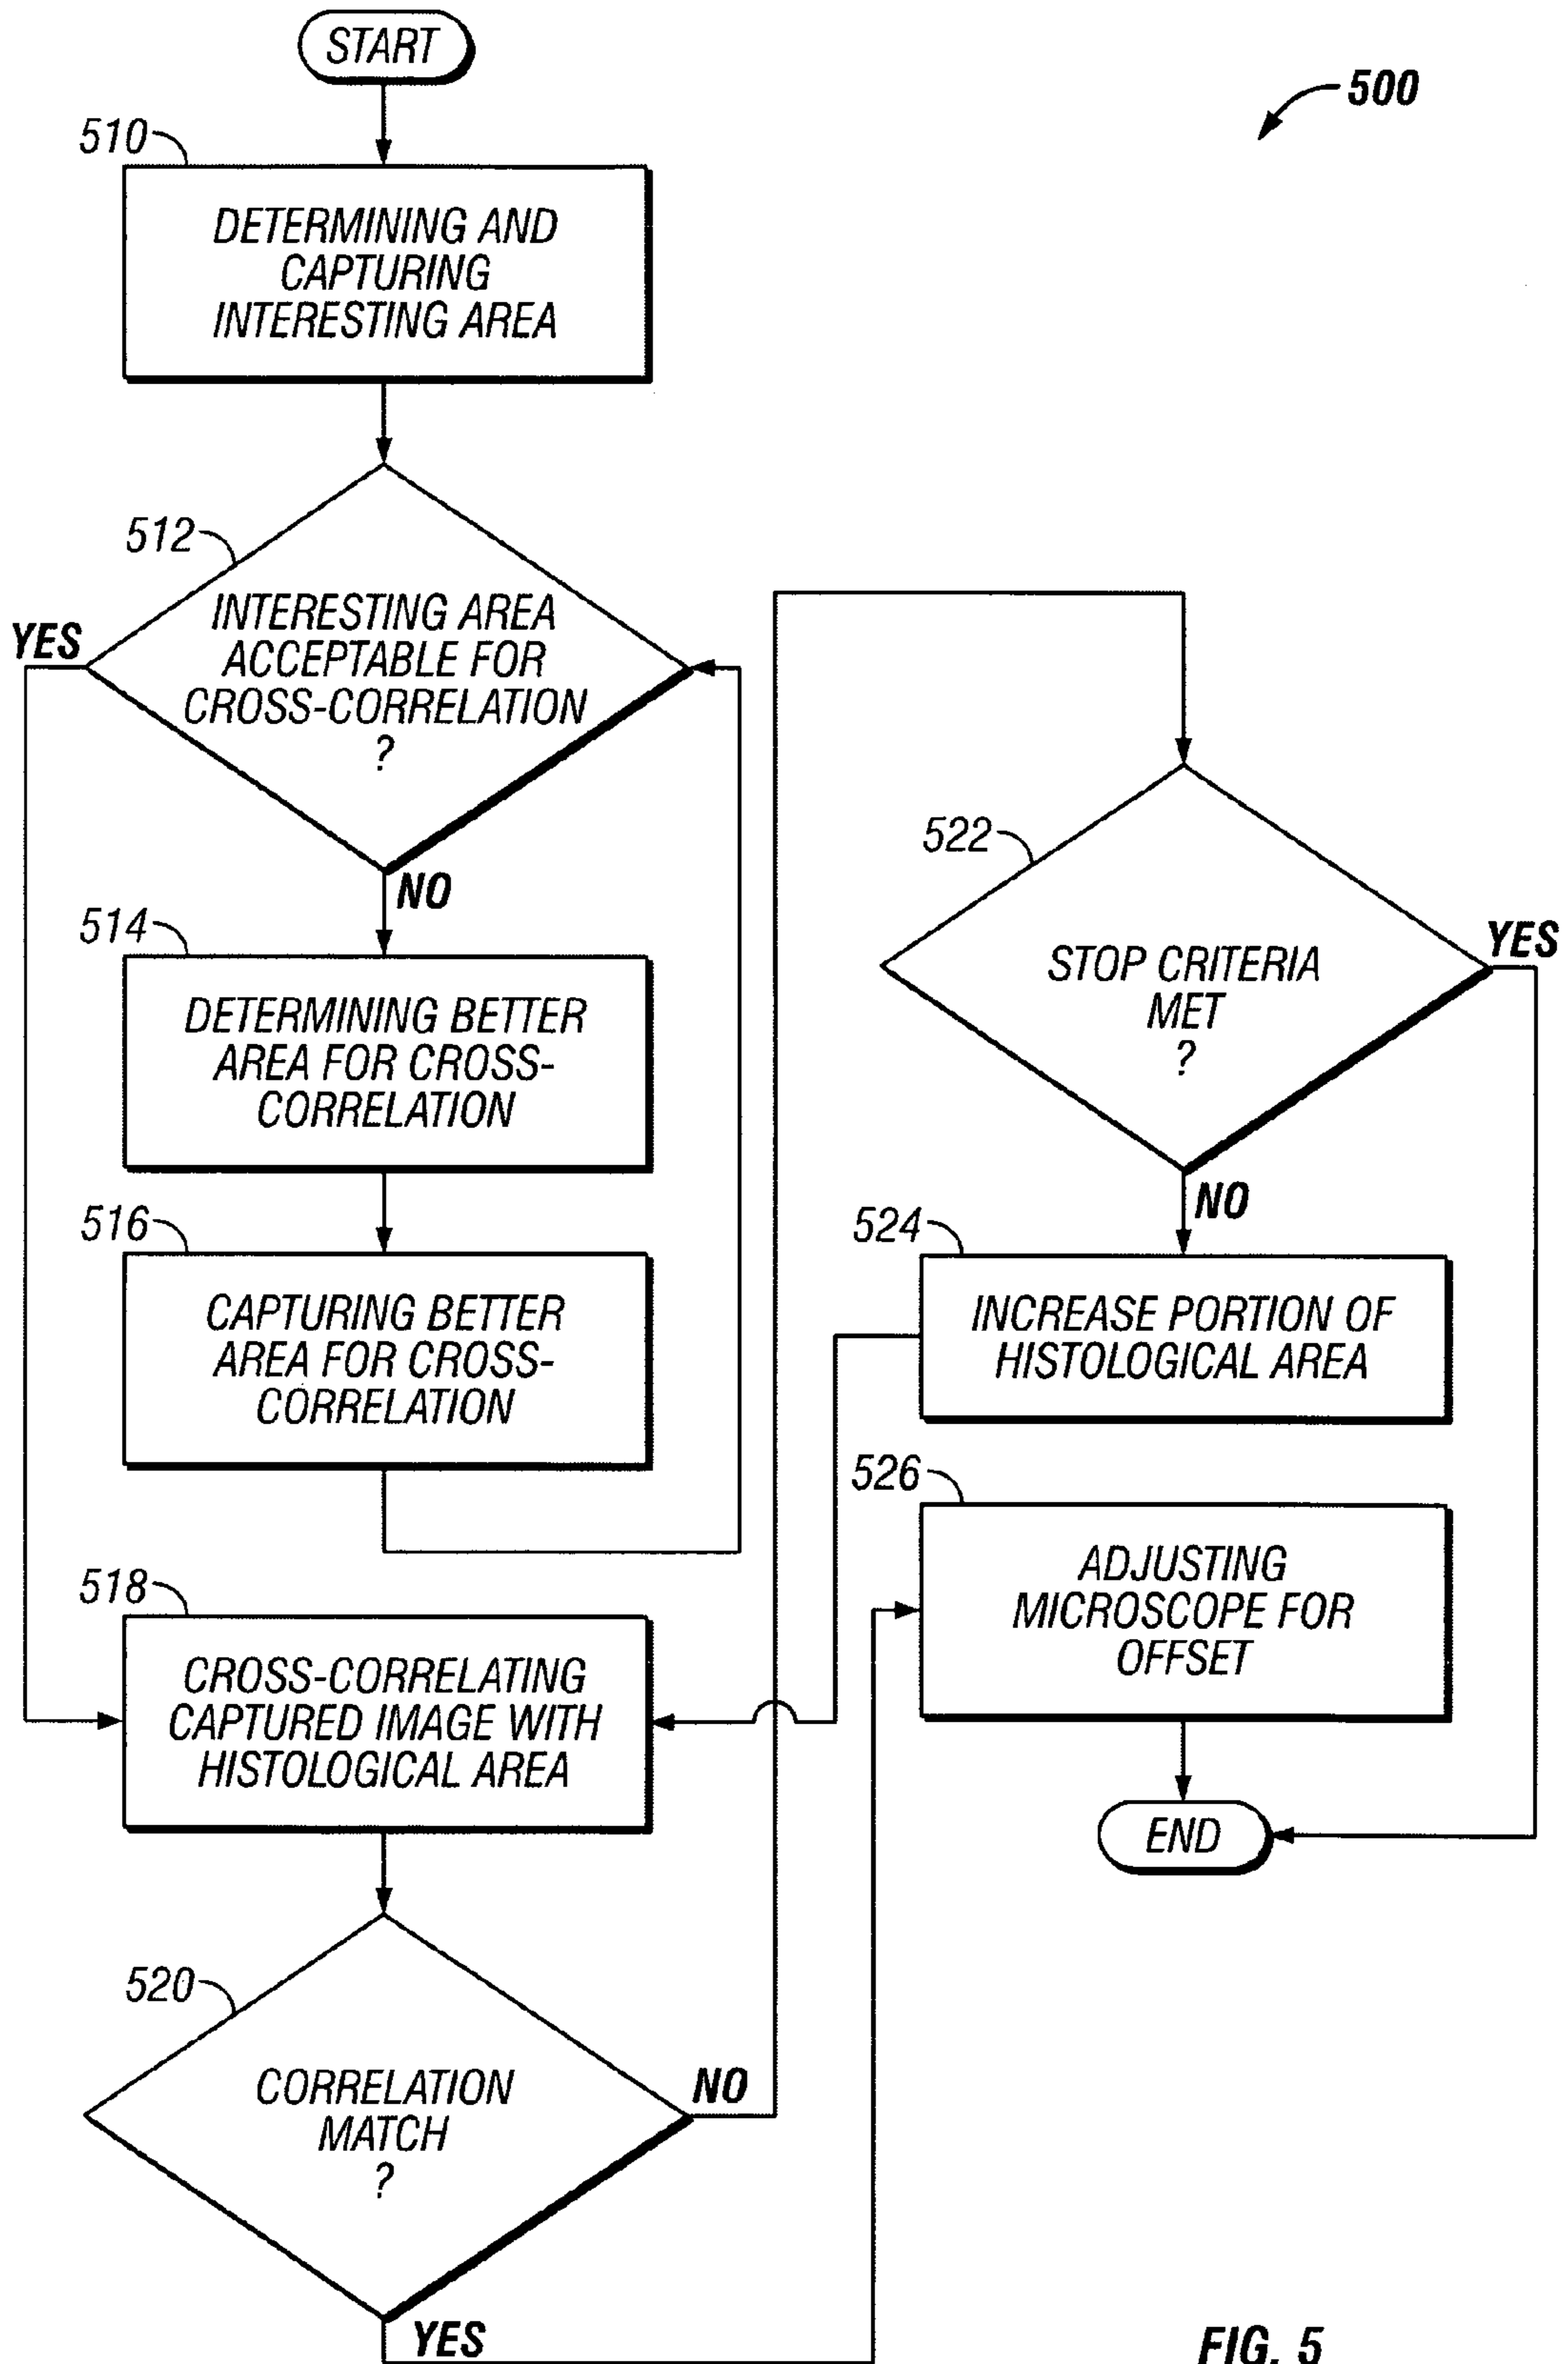 START
500
510
DETERMINING AND
CAPTURING
INTERESTING AREA
512
INTERESTING AREA
ACCEPTABLE FOR
CROSS-CORRELATION
?
YES
NO
514
DETERMINING BETTER
AREA FOR CROSS-
CORRELATION
516
CAPTURING BETTER
AREA FOR CROSS-
CORRELATION
518
CROSS-CORRELATING
CAPTURED IMAGE WITH
HISTOLOGICAL AREA
520
CORRELATION
MATCH
?
NO
YES
522
STOP CRITERIA
MET
?
YES
NO
524
INCREASE PORTION OF
HISTOLOGICAL AREA
526
ADJUSTING
MICROSCOPE FOR
OFFSET
END
FIG. 5